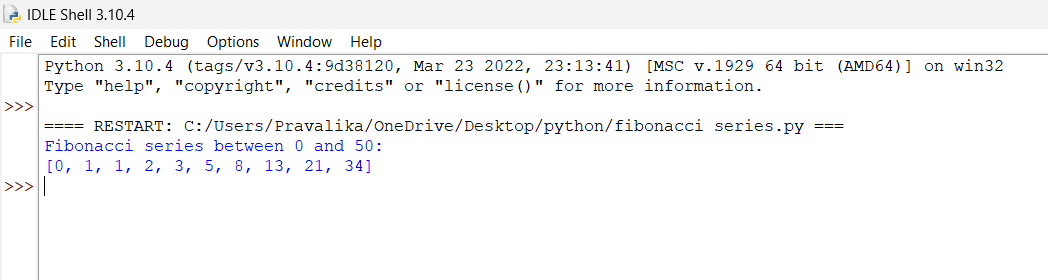 IDLE Shell 3.10.4
File Edit Shell Debug Options Window Help
Python 3.10.4 (tags/v3.10.4:9d38120, Mar 23 2022, 23:13:41) [MSC v.1929 64 bit (AMD64)] on win32
Type "help", "copyright", "credits" or "license()" for more information.
>>>
==== RESTART: C:/Users/Pravalika/OneDrive/Desktop/python/fibonacci series.py ===
Fibonacci series between 0 and 50:
[0, 1, 1, 2, 3, 5, 8, 13, 21, 34]
>>>